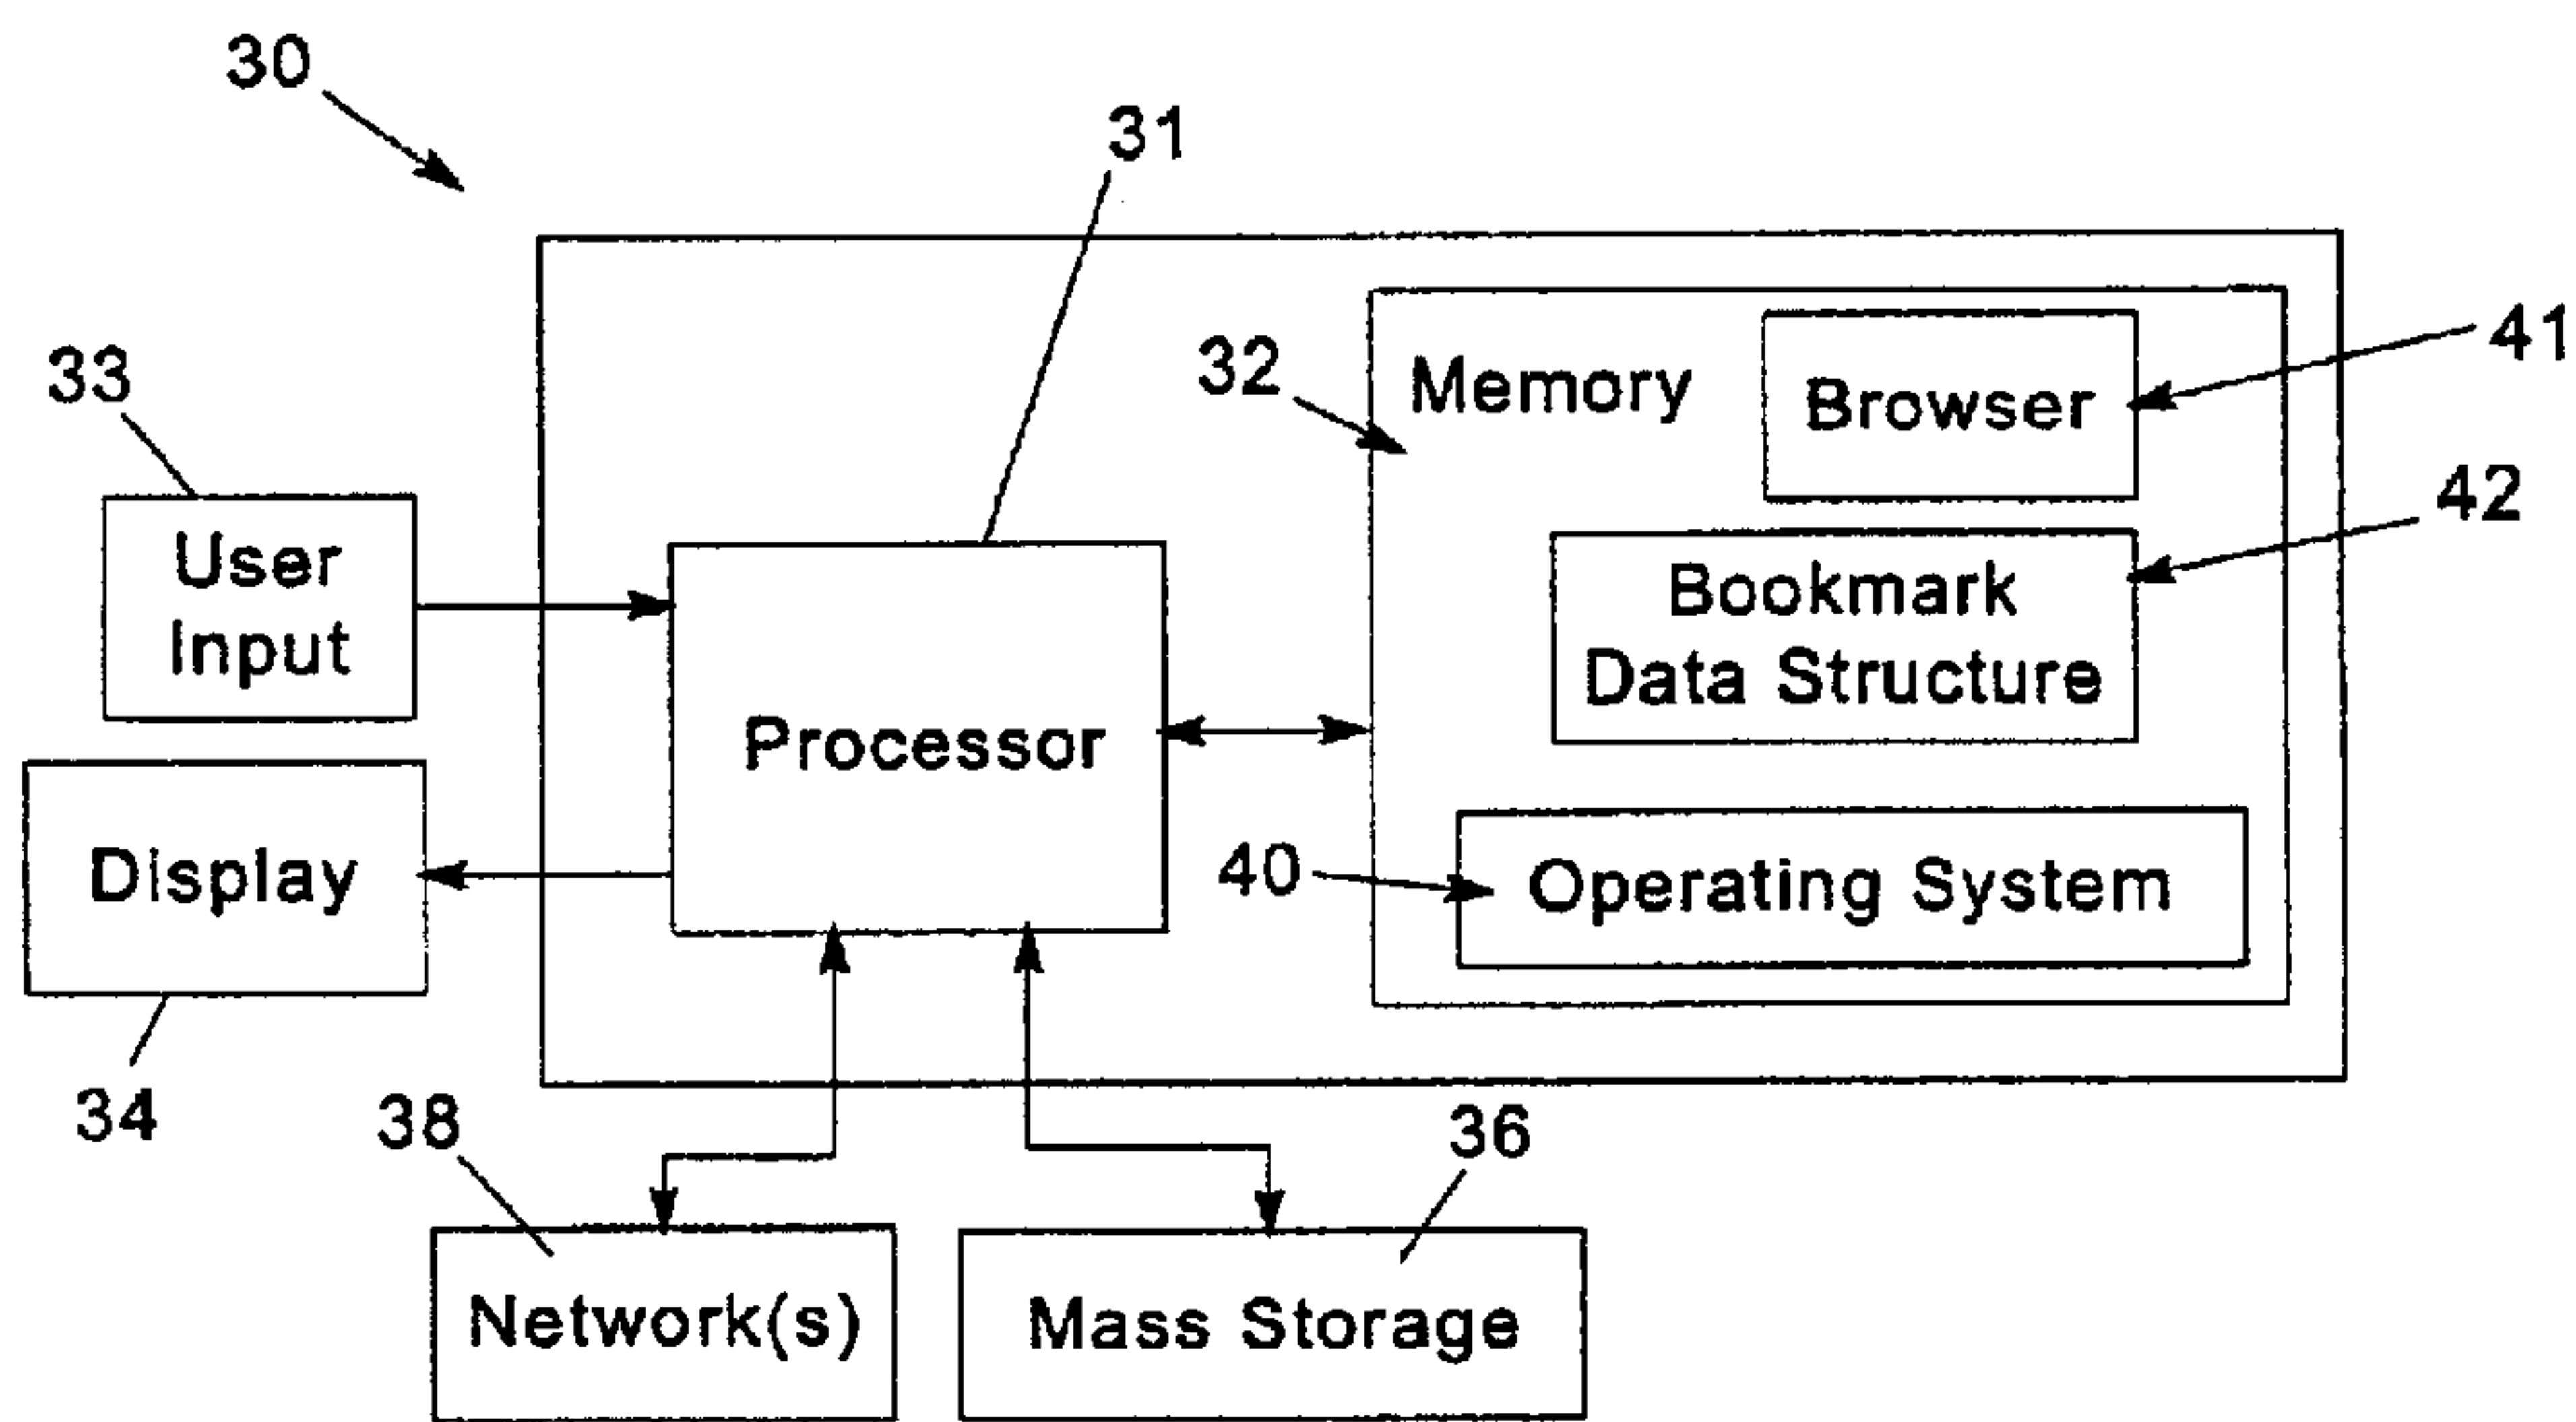 30
31
33
32
Memory
Browser
41
42
User
Input
Bookmark
Data Structure
Processor
Display
40
Operating System
34
38
36
Network(s)
Mass Storage